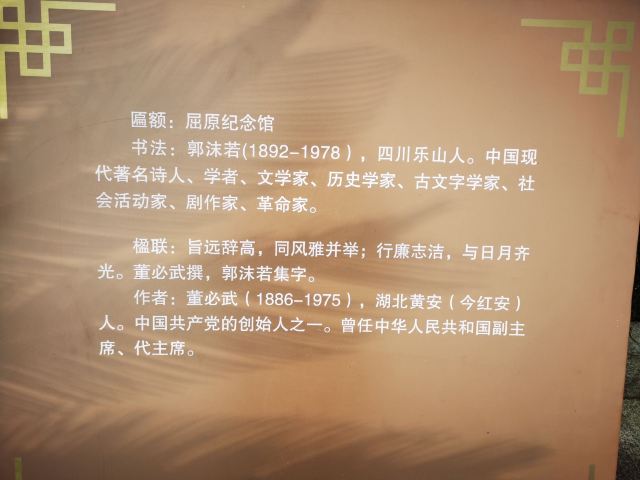 匾额：屈原纪念馆
书法：郭沫若(1892-1978），四川乐山人。中国现
代著名诗人、学者、文学家、历史学家、古文字学家、社
会活动家、剧作家、革命家。
楹联：旨远辞高，同风雅并举；行廉志洁，与日月齐
光。董必武撰，郭沫若集字。
作者：董必武（1886-1975），湖北黄安（今红安）
人。中国共产党的创始人之一。曾任中华人民共和国副主
席、代主席。